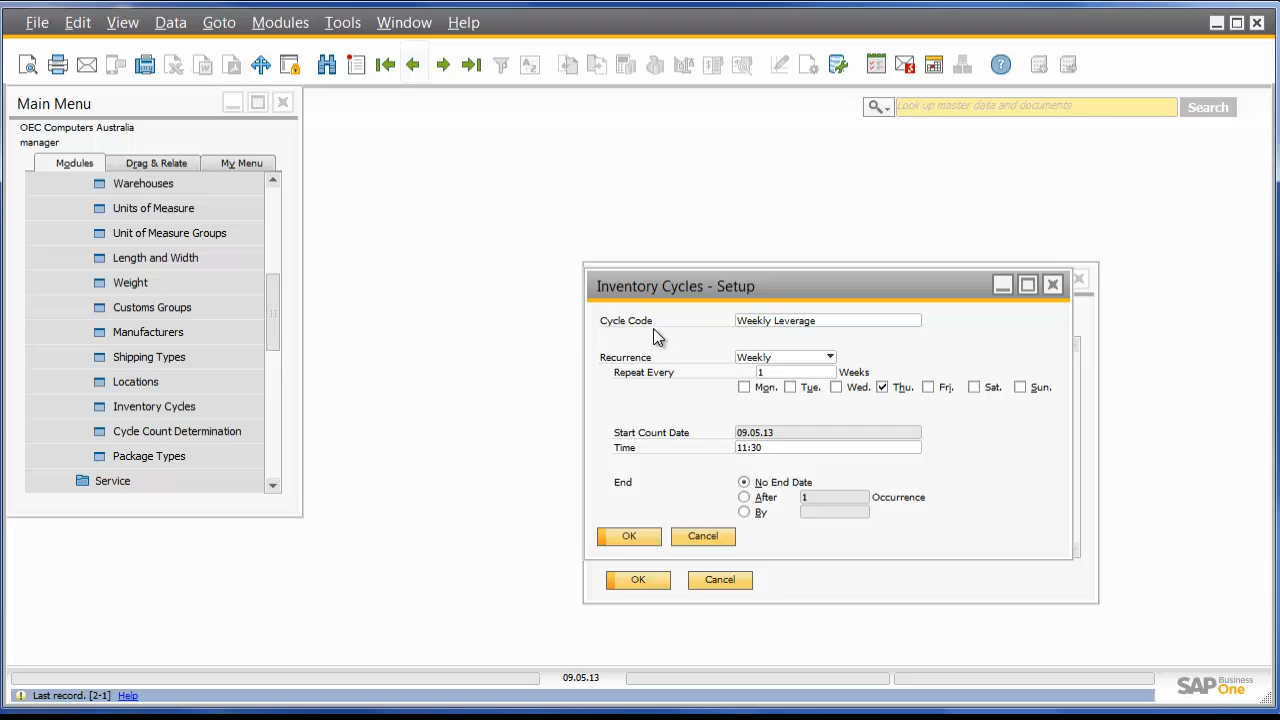 File Edit View Data Goto Modules Tools Window Help
Main Menu
OEC Computers Australia
manager
Modules Drag & Relate My Menu
Warehouses
Units of Measure
Unit of Measure Groups
Length and Width
Weight
Customs Groups
Manufacturers
Shipping Types
Locations
Inventory Cycles
Cycle Count Determination
Package Types
Service
Look up master data and documents Search
Inventory Cycles - Setup
Cycle Code Weekly Leverage
Recurrence Weekly
Repeat Every 1 Weeks
Mon. Tue. Wed. Thu. Fri. Sat. Sun.
Start Count Date 09.05.13
Time 11:30
End No End Date
After 1 Occurrence
By
OK Cancel
OK Cancel
09.05.13
Last record. [2-1] Help
SAP Business One